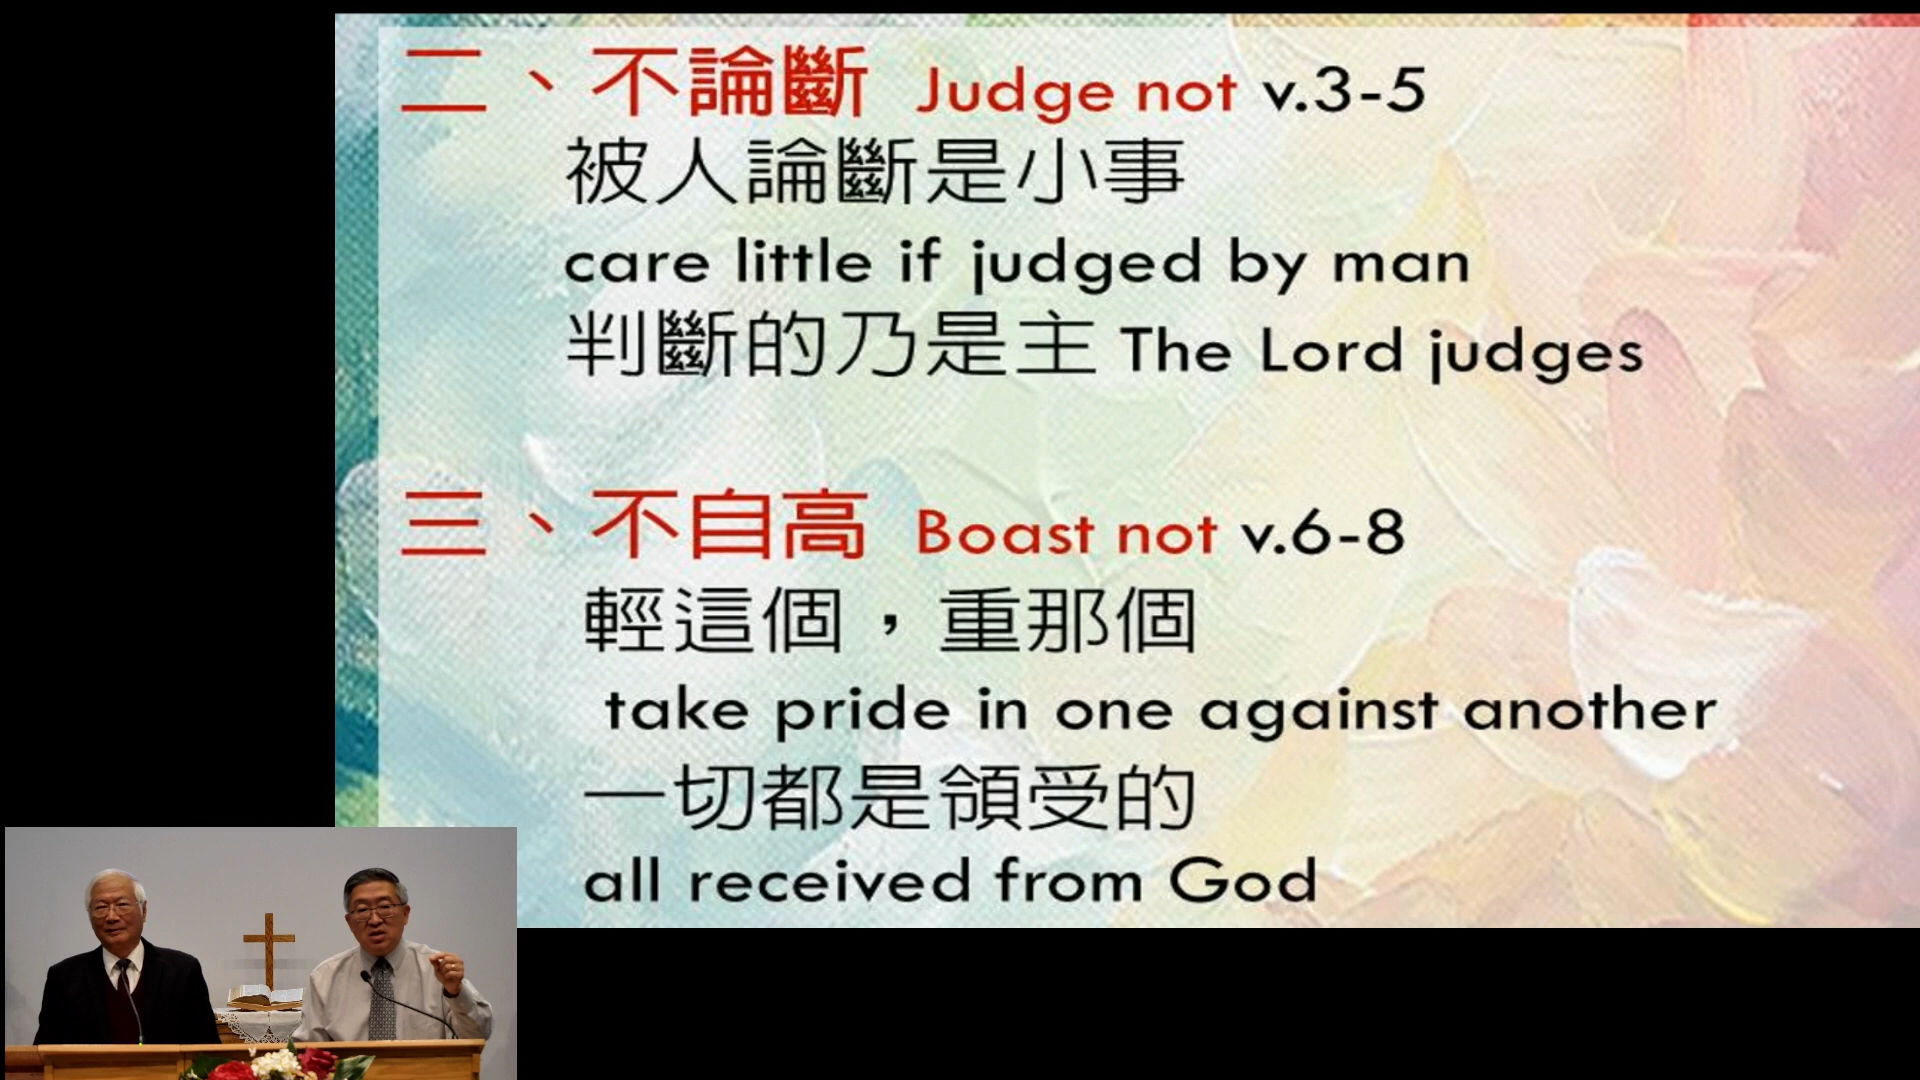 二、不論斷 Judge not v.3-5
被人論斷是小事
care little if judged by man
判斷的乃是主 The Lord judges
三、不自高 Boast not v.6-8
輕這個，重那個
take pride in one against another
一切都是領受的
all received from God